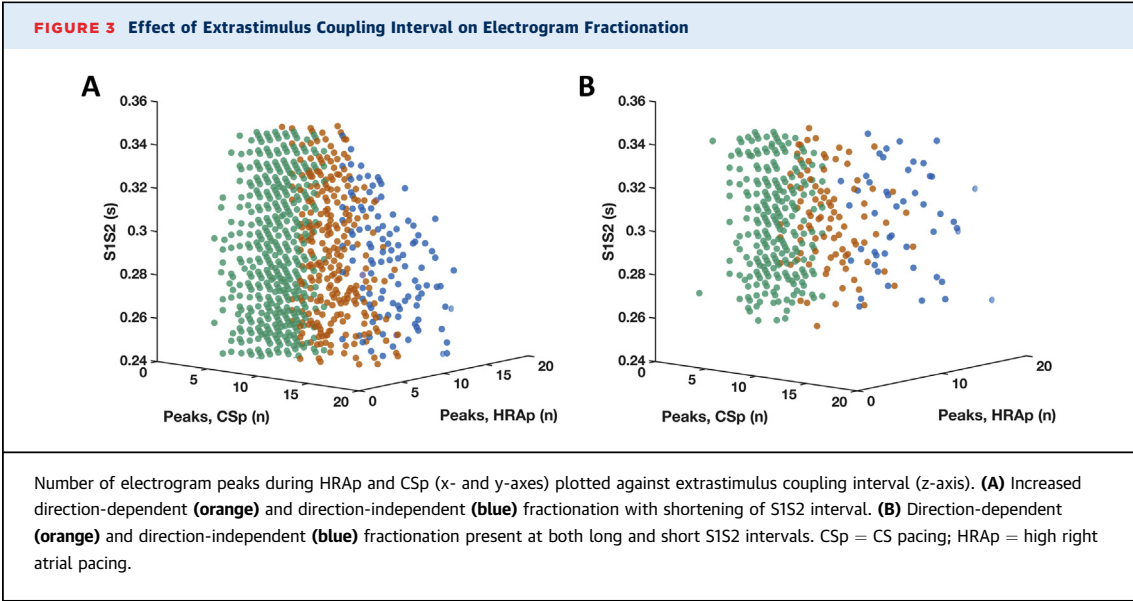 FIGURE 3 Effect of Extrastimulus Coupling Interval on Electrogram Fractionation
A
0.36
0.34
0.32
0.3
0.28
0.26
0.24
S1S2 (s)
0
5
10
15
20
Peaks, CSp (n)
0
5
10
15
20
Peaks, HRAp (n)
B
0.36
0.34
0.32
0.3
0.28
0.26
0.24
S1S2 (s)
0
5
10
15
20
Peaks, CSp (n)
0
10
20
Peaks, HRAp (n)
Number of electrogram peaks during HRAp and CSp (x- and y-axes) plotted against extrastimulus coupling interval (z-axis). (A) Increased
direction-dependent (orange) and direction-independent (blue) fractionation with shortening of S1S2 interval. (B) Direction-dependent
(orange) and direction-independent (blue) fractionation present at both long and short S1S2 intervals. CSp = CS pacing; HRAp = high right
atrial pacing.